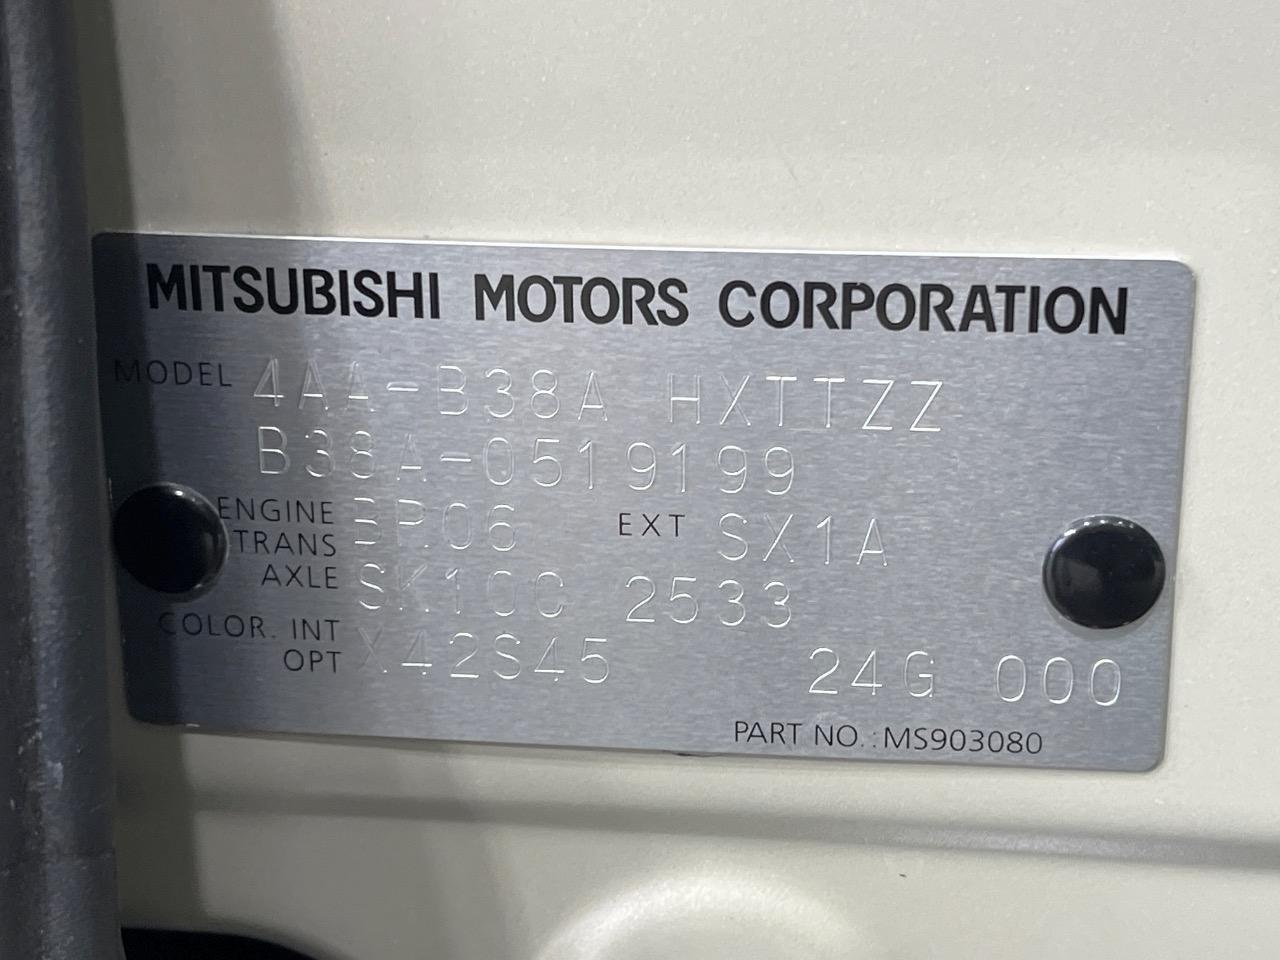 MITSUBISHI MOTORS CORPORATION
MODEL 4AA-B38A HXTTZZ
B38A-0519199
ENGINE BR06 EXT SX1A
TRANS
AXLE SK10C 2533
COLOR. INT
OPT X42S45 24G 000
PART NO. : MS903080